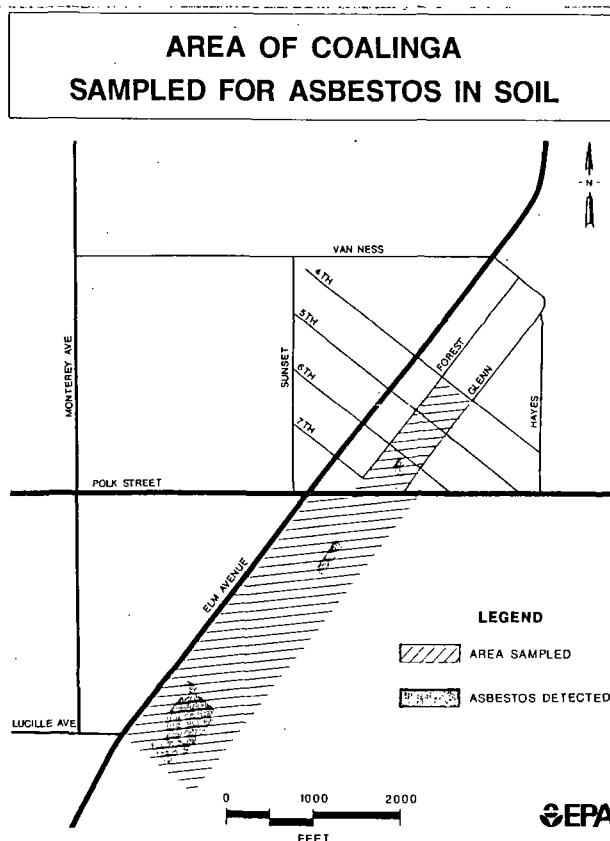 AREA OF COALINGA
SAMPLED FOR ASBESTOS IN SOIL
-N-
VAN NESS
4TH
5TH
6TH
7TH
FOREST
GLENN
HAYES
SUNSET
MONTEREY AVE
POLK STREET
ELM AVENUE
LUCILLE AVE
LEGEND
AREA SAMPLED
ASBESTOS DETECTED
0 1000 2000
FEET
EPA